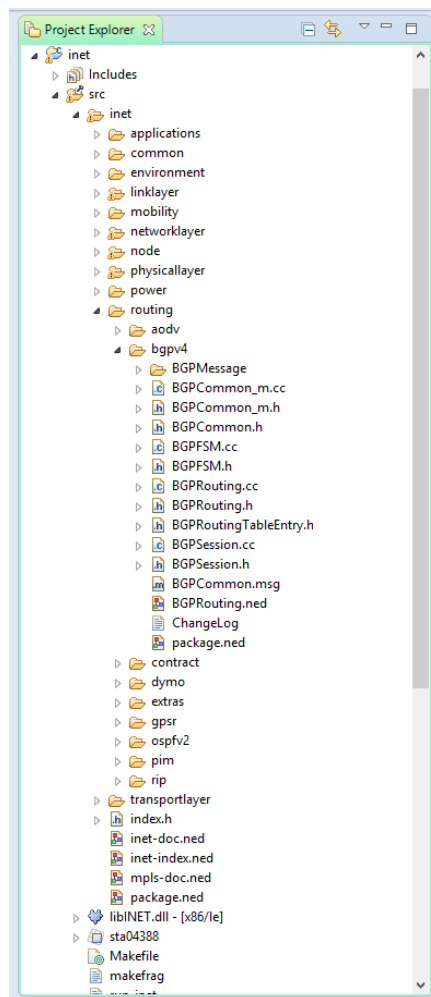 Project Explorer
inet
Includes
src
inet
applications
common
environment
linklayer
mobility
networklayer
node
physicallayer
power
routing
aodv
bgpv4
BGPMessage
BGPCommon_m.cc
BGPCommon_m.h
BGPCommon.h
BGPFSM.cc
BGPFSM.h
BGPRouting.cc
BGPRouting.h
BGPRoutingTableEntry.h
BGPSession.cc
BGPSession.h
BGPCommon.msg
BGPRouting.ned
ChangeLog
package.ned
contract
dymo
extras
gpsr
ospfv2
pim
rip
transportlayer
index.h
inet-doc.ned
inet-index.ned
mpls-doc.ned
package.ned
libINET.dll - [x86/le]
sta04388
Makefile
makefrag